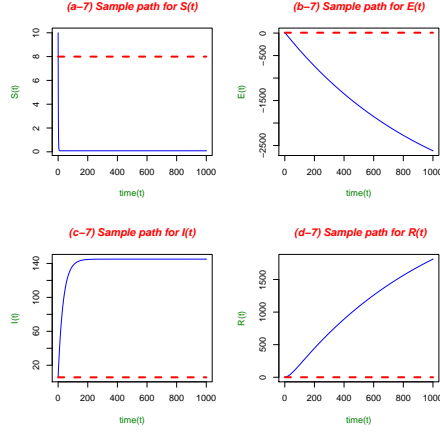 (a−7) Sample path for S(t)
S(t)
0 2 4 6 8 10
0 200 400 600 800 1000
time(t)
(b−7) Sample path for E(t)
E(t)
−2500 −1500 −500 0
0 200 400 600 800 1000
time(t)
(c−7) Sample path for I(t)
I(t)
20 60 100 140
0 200 400 600 800 1000
time(t)
(d−7) Sample path for R(t)
R(t)
0 500 1000 1500
0 200 400 600 800 1000
time(t)